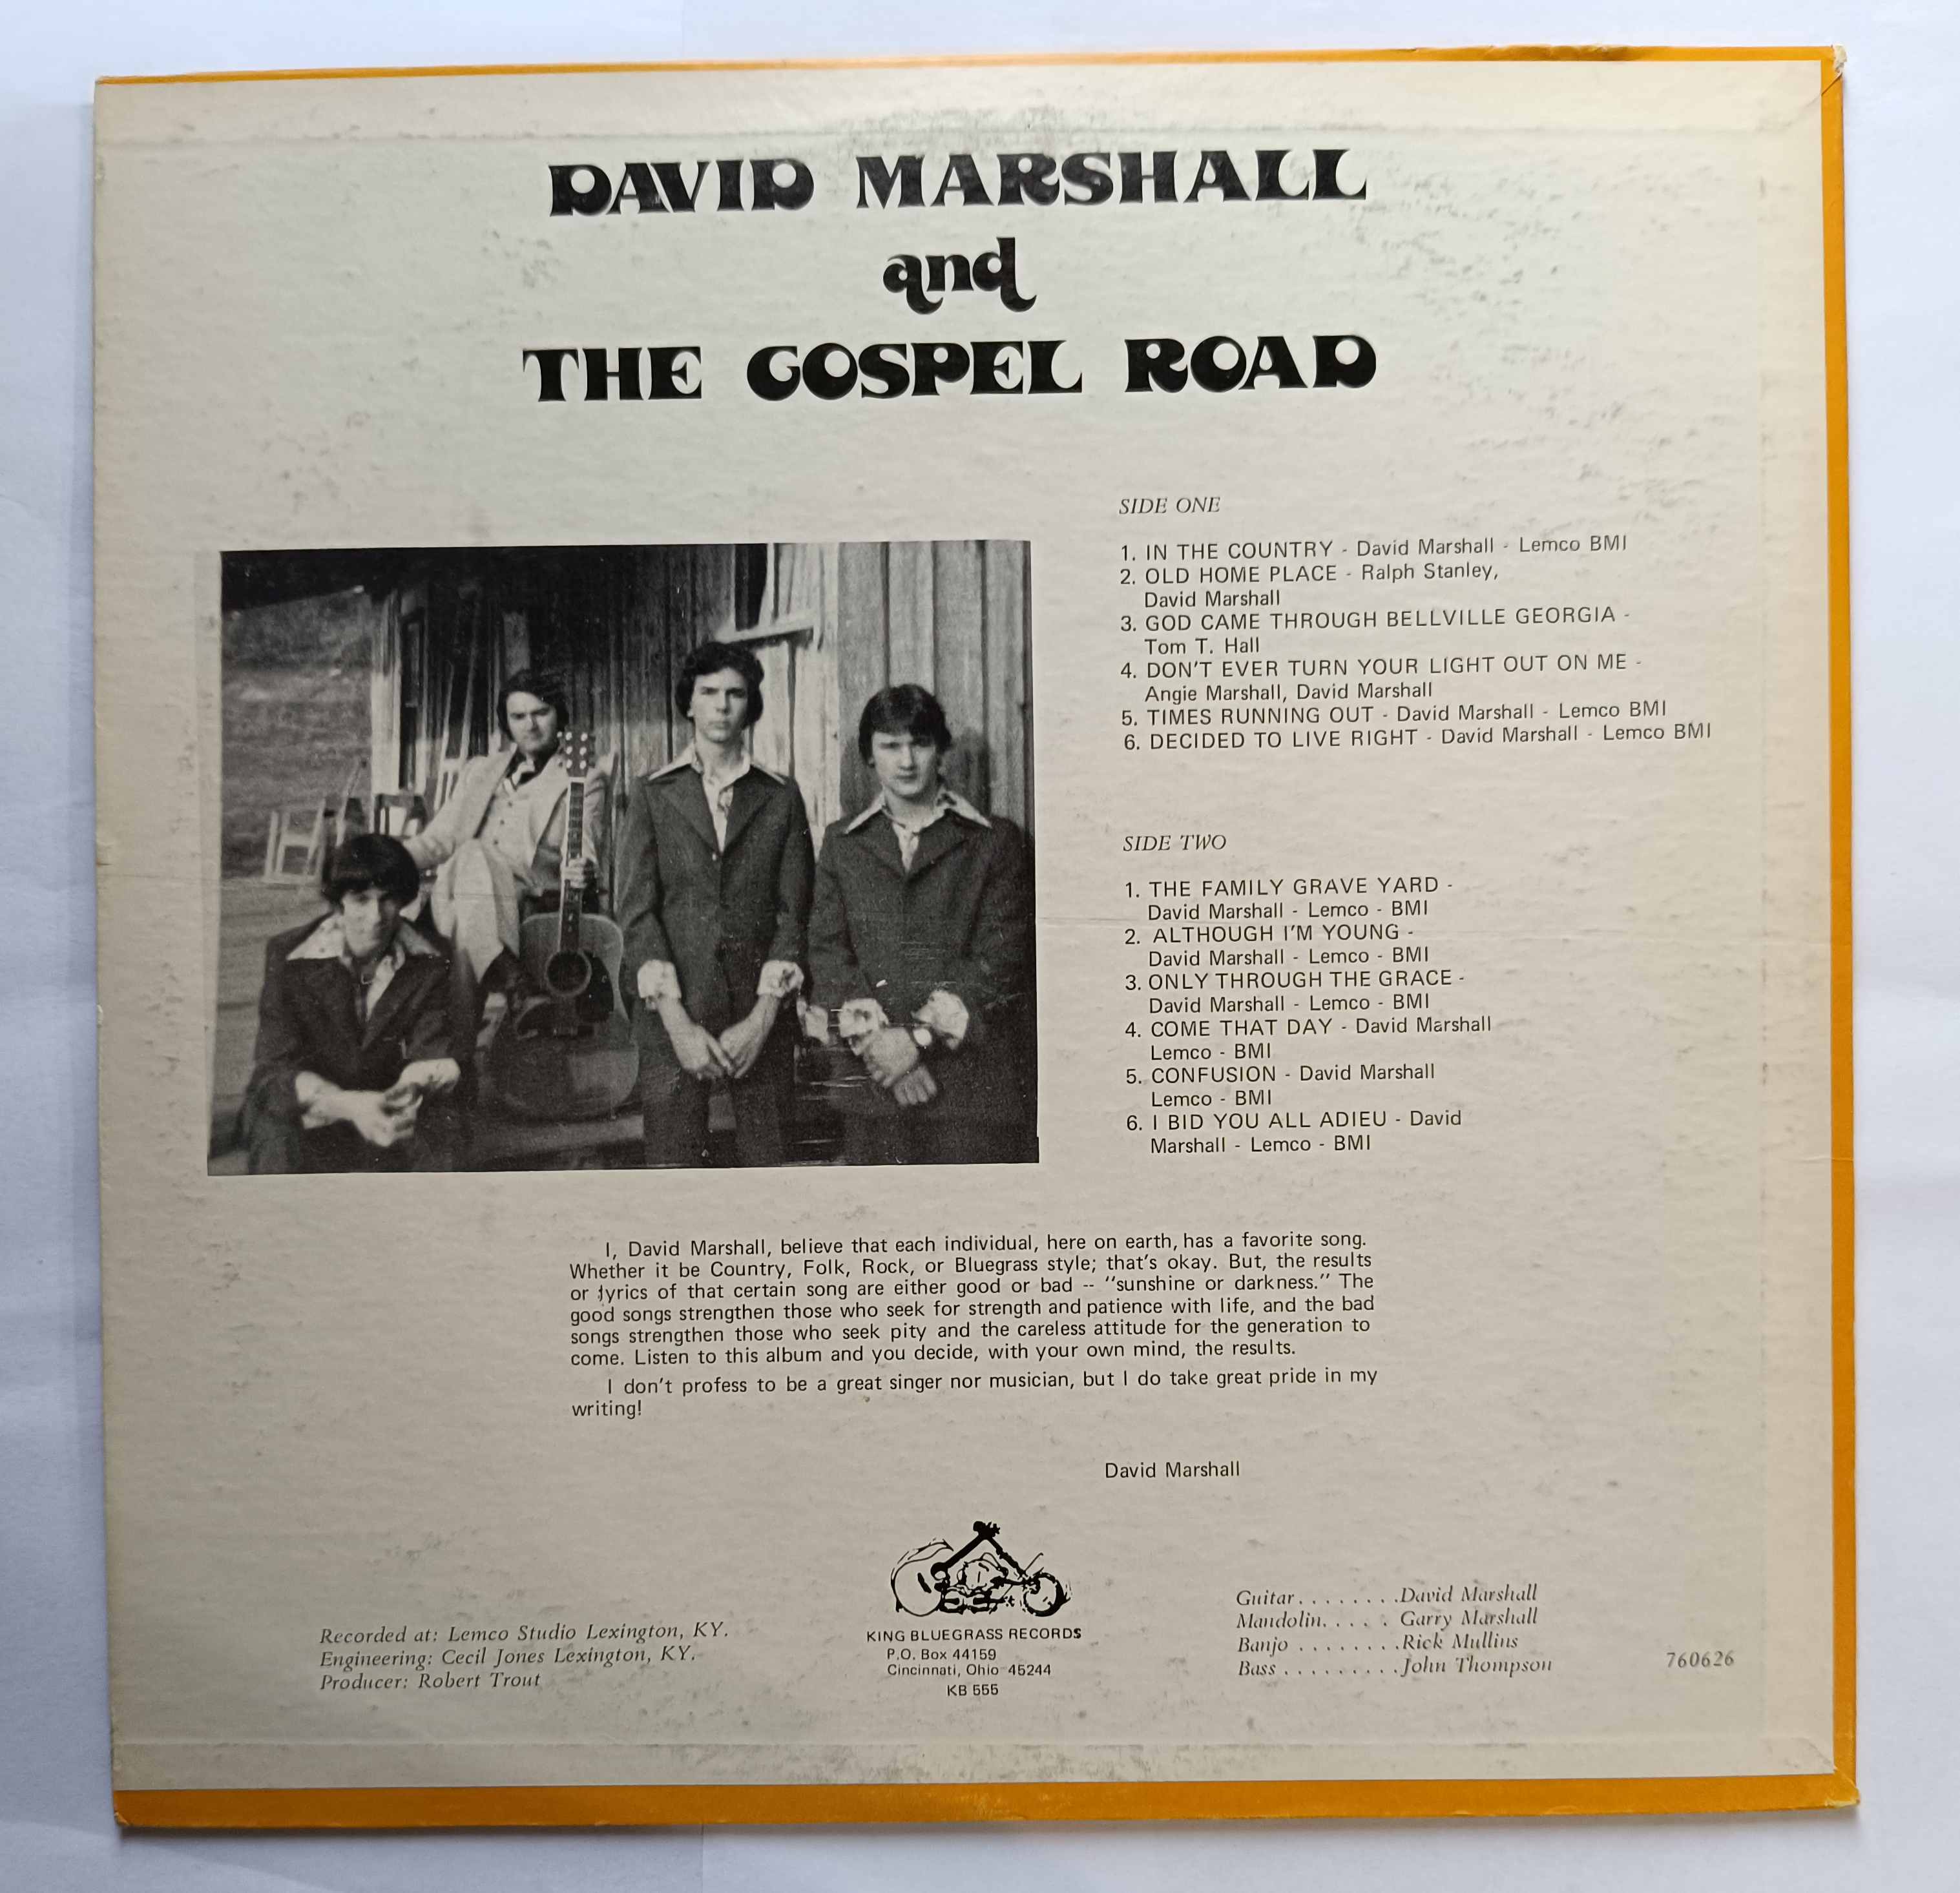 DAVID MARSHALL
and
THE GOSPEL ROAD
SIDE ONE
1. IN THE COUNTRY - David Marshall - Lemco BMI
2. OLD HOME PLACE - Ralph Stanley,
David Marshall
3. GOD CAME THROUGH BELLVILLE GEORGIA -
Tom T. Hall
4. DON'T EVER TURN YOUR LIGHT OUT ON ME -
Angie Marshall, David Marshall
5. TIMES RUNNING OUT - David Marshall - Lemco BMI
6. DECIDED TO LIVE RIGHT - David Marshall - Lemco BMI
SIDE TWO
1. THE FAMILY GRAVE YARD -
David Marshall - Lemco - BMI
2. ALTHOUGH I'M YOUNG -
David Marshall - Lemco - BMI
3. ONLY THROUGH THE GRACE -
David Marshall - Lemco - BMI
4. COME THAT DAY - David Marshall
Lemco - BMI
5. CONFUSION - David Marshall
Lemco - BMI
6. I BID YOU ALL ADIEU - David
Marshall - Lemco - BMI
I, David Marshall, believe that each individual, here on earth, has a favorite song.
Whether it be Country, Folk, Rock, or Bluegrass style; that's okay. But, the results
or lyrics of that certain song are either good or bad -- "sunshine or darkness." The
good songs strengthen those who seek for strength and patience with life, and the bad
songs strengthen those who seek pity and the careless attitude for the generation to
come. Listen to this album and you decide, with your own mind, the results.
I don't profess to be a great singer nor musician, but I do take great pride in my
writing!
David Marshall
Recorded at: Lemco Studio Lexington, KY.
Engineering: Cecil Jones Lexington, KY.
Producer: Robert Trout
KING BLUEGRASS RECORDS
P.O. Box 44159
Cincinnati, Ohio 45244
KB 555
Guitar . . . . . . . . David Marshall
Mandolin. . . . . Garry Marshall
Banjo . . . . . . . . Rick Mullins
Bass . . . . . . . . . John Thompson
760626